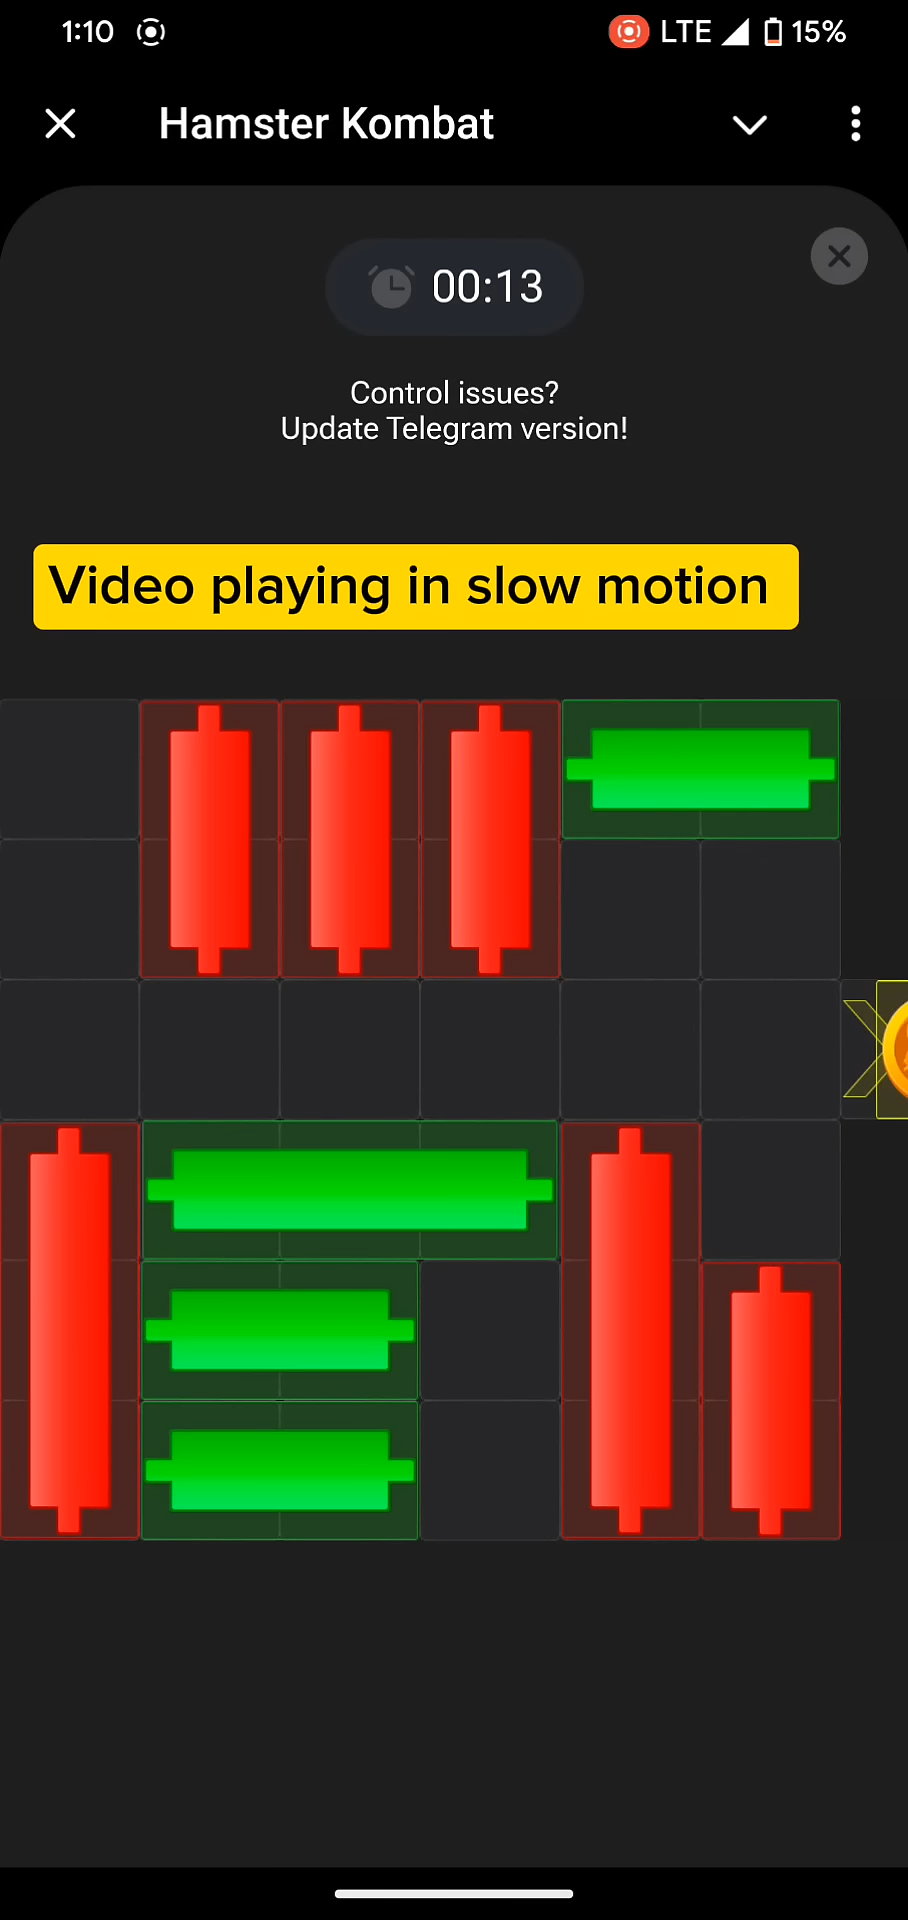 1:10
LTE
15%
Hamster Kombat
00:13
Control issues?
Update Telegram version!
Video playing in slow motion